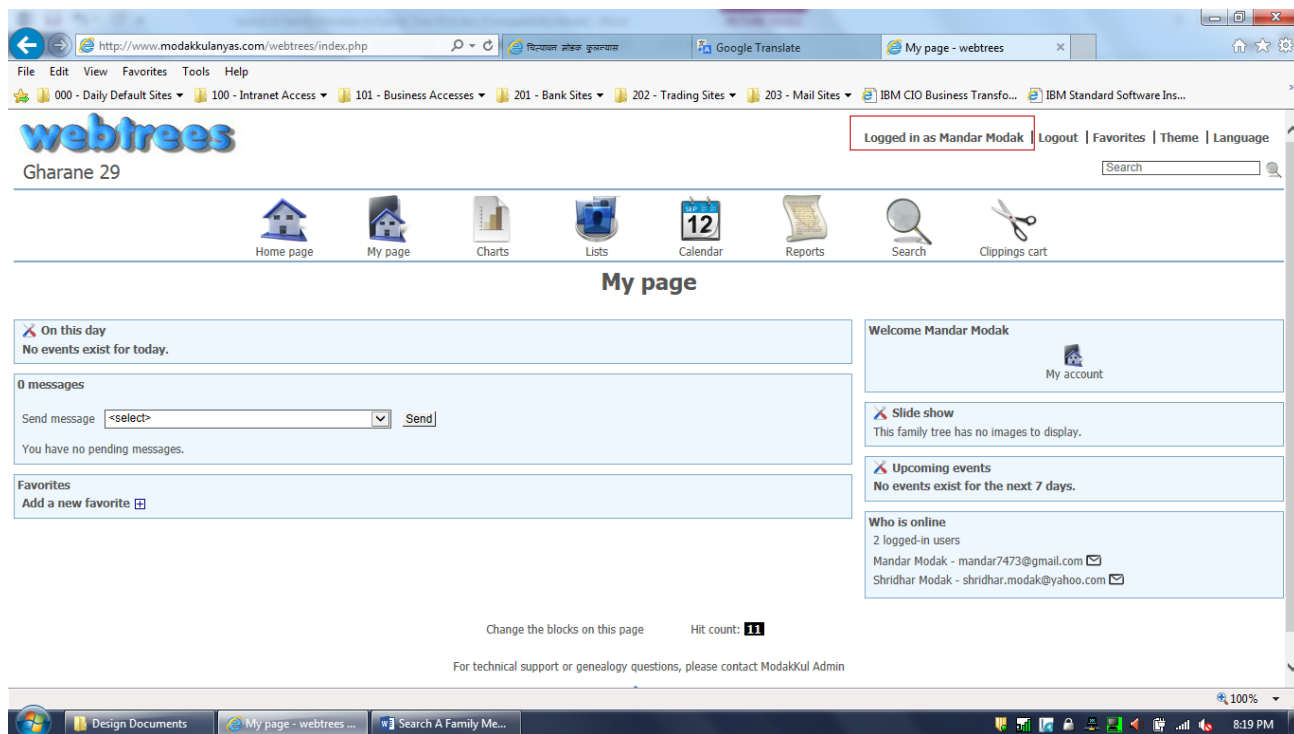 http://www.modakkulanyas.com/webtrees/index.php
चित्पावन मोडक कुलन्यास
Google Translate
My page - webtrees
File Edit View Favorites Tools Help
000 - Daily Default Sites 100 - Intranet Access 101 - Business Accesses 201 - Bank Sites 202 - Trading Sites 203 - Mail Sites IBM CIO Business Transfo... IBM Standard Software Ins...
webtrees
Logged in as Mandar Modak | Logout | Favorites | Theme | Language
Gharane 29
Search
Home page My page Charts Lists SEP 12 Calendar Reports Search Clippings cart
My page
On this day
No events exist for today.
0 messages
Send message <select> Send
You have no pending messages.
Favorites
Add a new favorite
Welcome Mandar Modak
My account
Slide show
This family tree has no images to display.
Upcoming events
No events exist for the next 7 days.
Who is online
2 logged-in users
Mandar Modak - mandar7473@gmail.com
Shridhar Modak - shridhar.modak@yahoo.com
Change the blocks on this page Hit count: 11
For technical support or genealogy questions, please contact ModakKul Admin
100%
Design Documents My page - webtrees ... Search A Family Me... 8:19 PM